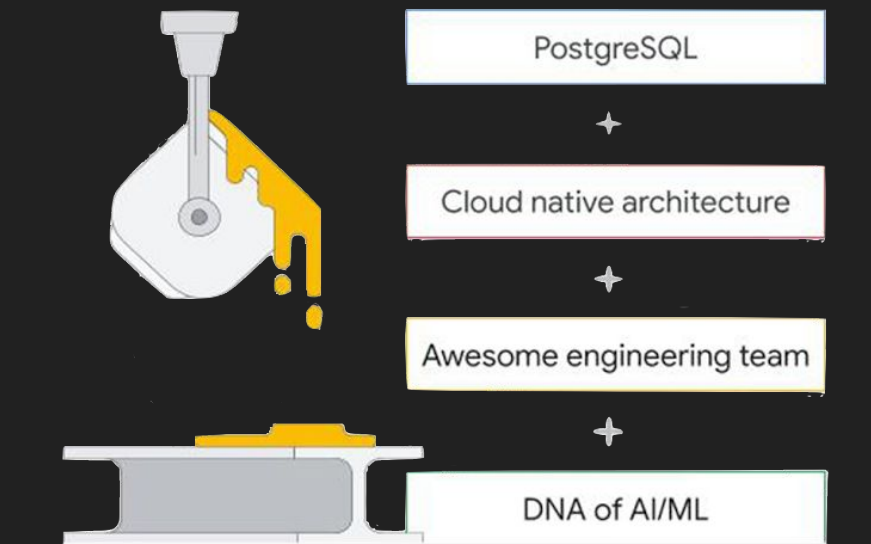 PostgreSQL
Cloud native architecture
Awesome engineering team
DNA of AI/ML